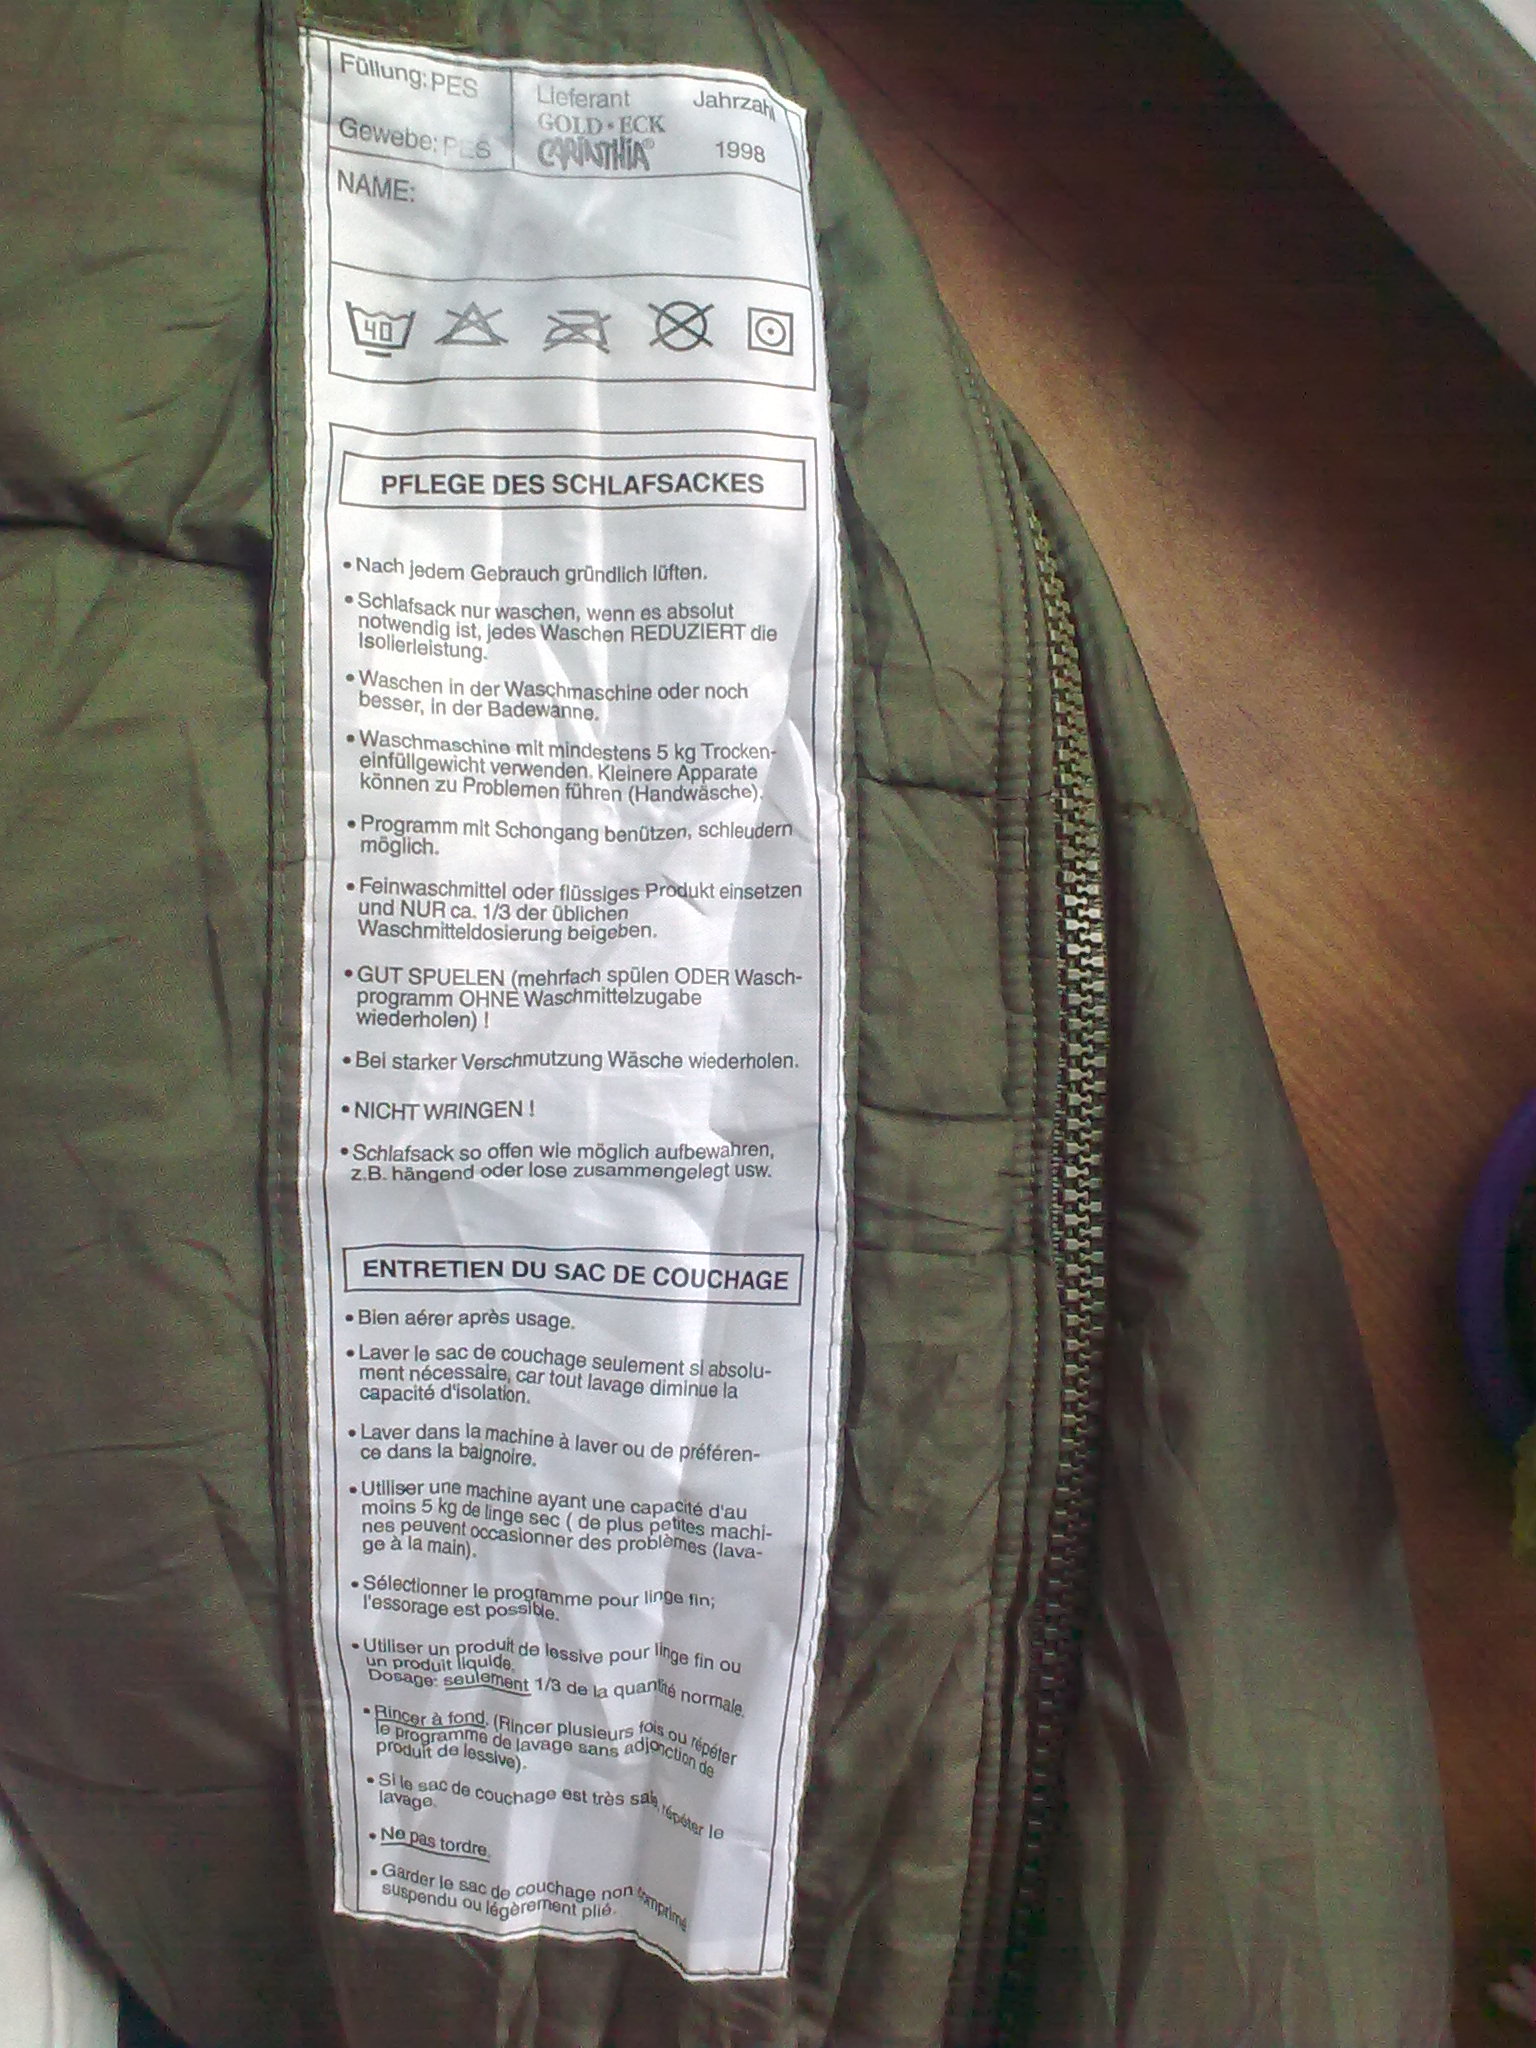 Füllung: PES
Gewebe: PES
Lieferant
GOLD·ECK
CARINTHIA®
Jahrzahl
1998
NAME:
40
PFLEGE DES SCHLAFSACKES
• Nach jedem Gebrauch gründlich lüften.
• Schlafsack nur waschen, wenn es absolut
notwendig ist, jedes Waschen REDUZIERT die
Isolierleistung.
• Waschen in der Waschmaschine oder noch
besser, in der Badewanne.
• Waschmaschine mit mindestens 5 kg Trocken-
einfüllgewicht verwenden. Kleinere Apparate
können zu Problemen führen (Handwäsche).
• Programm mit Schongang benützen, schleudern
möglich.
• Feinwaschmittel oder flüssiges Produkt einsetzen
und NUR ca. 1/3 der üblichen
Waschmitteldosierung beigeben.
• GUT SPUELEN (mehrfach spülen ODER Wasch-
programm OHNE Waschmittelzugabe
wiederholen) !
• Bei starker Verschmutzung Wäsche wiederholen.
• NICHT WRINGEN !
• Schlafsack so offen wie möglich aufbewahren,
z.B. hängend oder lose zusammengelegt usw.
ENTRETIEN DU SAC DE COUCHAGE
• Bien aérer après usage.
• Laver le sac de couchage seulement si absolu-
ment nécessaire, car tout lavage diminue la
capacité d'isolation.
• Laver dans la machine à laver ou de préféren-
ce dans la baignoire.
• Utiliser une machine ayant une capacité d'au
moins 5 kg de linge sec ( de plus petites machi-
nes peuvent occasionner des problèmes (lava-
ge à la main).
• Sélectionner le programme pour linge fin;
l'essorage est possible.
• Utiliser un produit de lessive pour linge fin ou
un produit liquide.
Dosage: seulement 1/3 de la quantité normale.
• Rincer à fond. (Rincer plusieurs fois ou répéter
le programme de lavage sans adjonction de
produit de lessive).
• Si le sac de couchage est très sale, répéter le
lavage.
• Ne pas tordre.
• Garder le sac de couchage non comprimé
suspendu ou légèrement plié.